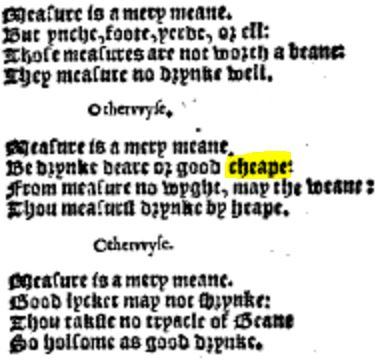 Measure is a mery meane.
But ynche, foote, yerde, or ell:
Those measures are not worth a beane:
They measure no drynke well.
Otherwyse.
Measure is a mery meane.
Be drynke deare or good cheape:
From measure no wyght, may the weane:
Thou measurst drynke by heape.
Otherwyse.
Measure is a mery meane.
Good lycker may not shrynke:
Thou takste no tryacle of Geane
So holsome as good drynke.